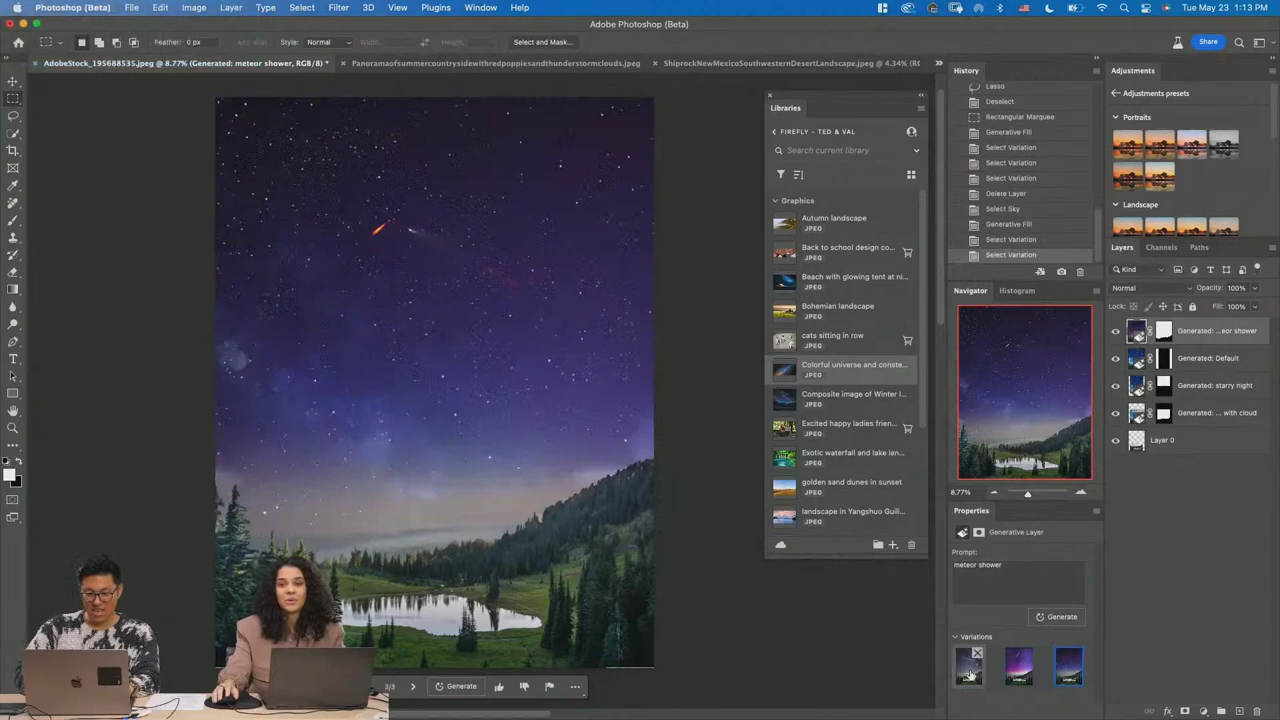 Photoshop (Beta) File Edit Image Layer Type Select Filter 3D View Plugins Window Help
Tue May 23 1:13 PM
Adobe Photoshop (Beta)
Feather: 0 px
Anti-alias
Style: Normal
Width:
Height:
Select and Mask...
Share
AdobeStock_195688535.jpeg @ 8.77% (Generated: meteor shower, RGB/8) *
PanoramaofsummercountrysidewithredpoppiesandthunderstormcIouds.jpeg
ShiprockNewMexicoSouthwesternDesertLandscape.jpeg @ 4.34% (RG
Libraries
FIREFLY - TED & VAL
Search current library
Graphics
Autumn landscape
JPEG
Back to school design co...
JPEG
Beach with glowing tent at ni...
JPEG
Bohemian landscape
JPEG
cats sitting in row
JPEG
Colorful universe and conste...
JPEG
Composite image of Winter l...
JPEG
Excited happy ladies frien...
JPEG
Exotic waterfall and lake lan...
JPEG
golden sand dunes in sunset
JPEG
landscape in Yangshuo Guili...
JPEG
3/3
Generate
History
Lasso
Deselect
Rectangular Marquee
Generative Fill
Select Variation
Select Variation
Select Variation
Delete Layer
Select Sky
Generative Fill
Select Variation
Select Variation
Navigator Histogram
8.77%
Properties
Generative Layer
Prompt:
meteor shower
Generate
Variations
Adjustments
Adjustments presets
Portraits
Landscape
Layers Channels Paths
Kind
Normal
Opacity: 100%
Lock:
Fill: 100%
Generated: ...eor shower
Generated: Default
Generated: starry night
Generated: ... with cloud
Layer 0